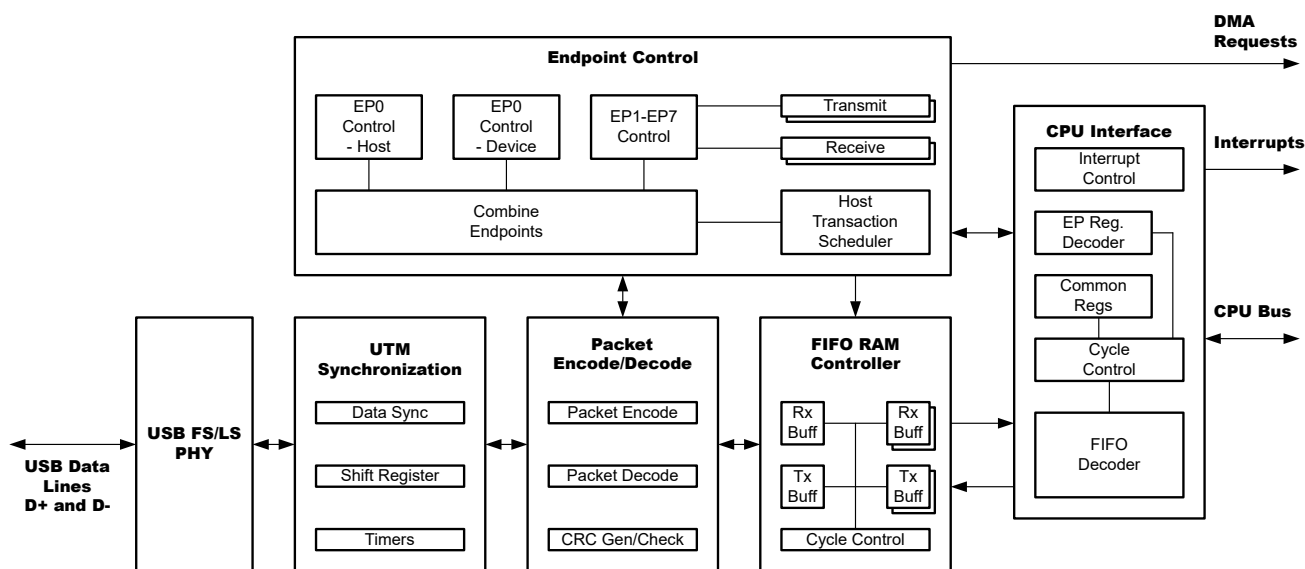 DMA
Requests
Endpoint Control
EP0
Control
- Host
EP0
Control
- Device
EP1-EP7
Control
Transmit
Receive
Combine
Endpoints
Host
Transaction
Scheduler
CPU Interface
Interrupt
Control
EP Reg.
Decoder
Common
Regs
Cycle
Control
FIFO
Decoder
Interrupts
CPU Bus
USB Data
Lines
D+ and D-
USB FS/LS
PHY
UTM
Synchronization
Data Sync
Shift Register
Timers
Packet
Encode/Decode
Packet Encode
Packet Decode
CRC Gen/Check
FIFO RAM
Controller
Rx
Buff
Rx
Buff
Tx
Buff
Tx
Buff
Cycle Control